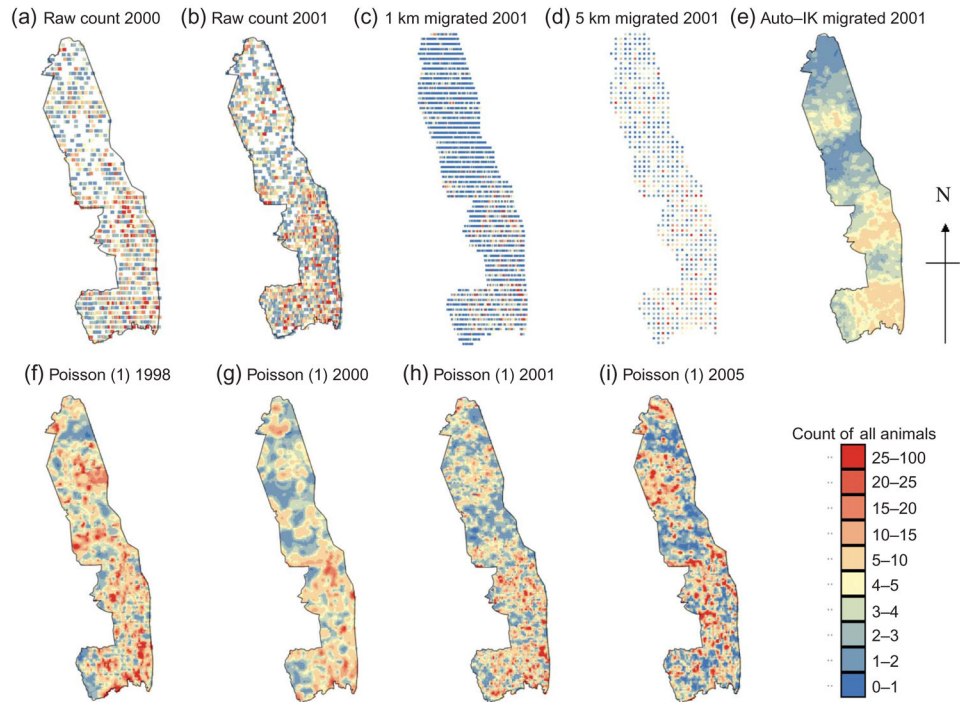 (a) Raw count 2000
(b) Raw count 2001
(c) 1 km migrated 2001
(d) 5 km migrated 2001
(e) Auto–IK migrated 2001
N
(f) Poisson (1) 1998
(g) Poisson (1) 2000
(h) Poisson (1) 2001
(i) Poisson (1) 2005
Count of all animals
25–100
20–25
15–20
10–15
5–10
4–5
3–4
2–3
1–2
0–1